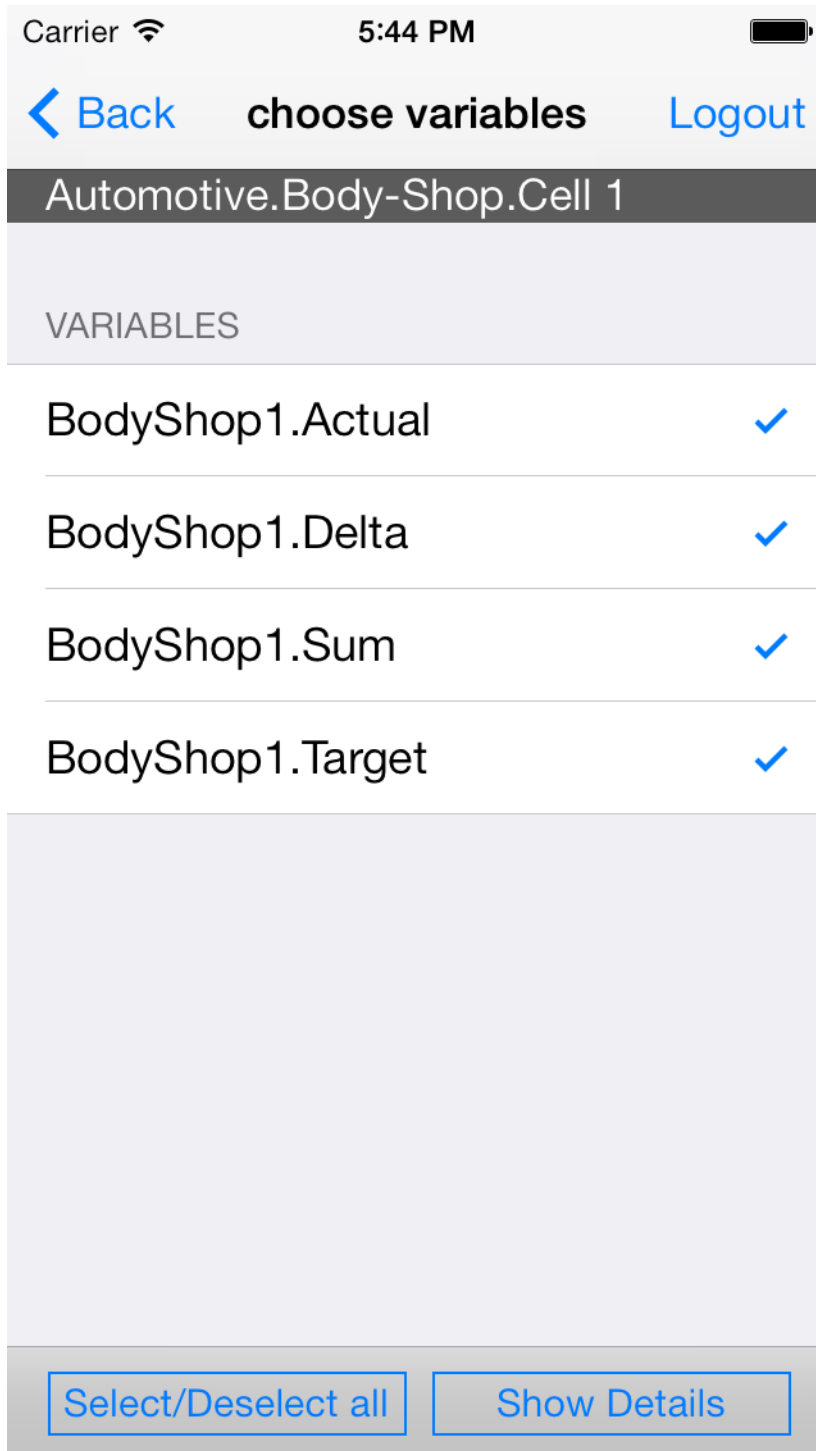 Carrier 5:44 PM
Back choose variables Logout
Automotive.Body-Shop.Cell 1
VARIABLES
BodyShop1.Actual
BodyShop1.Delta
BodyShop1.Sum
BodyShop1.Target
Select/Deselect all Show Details